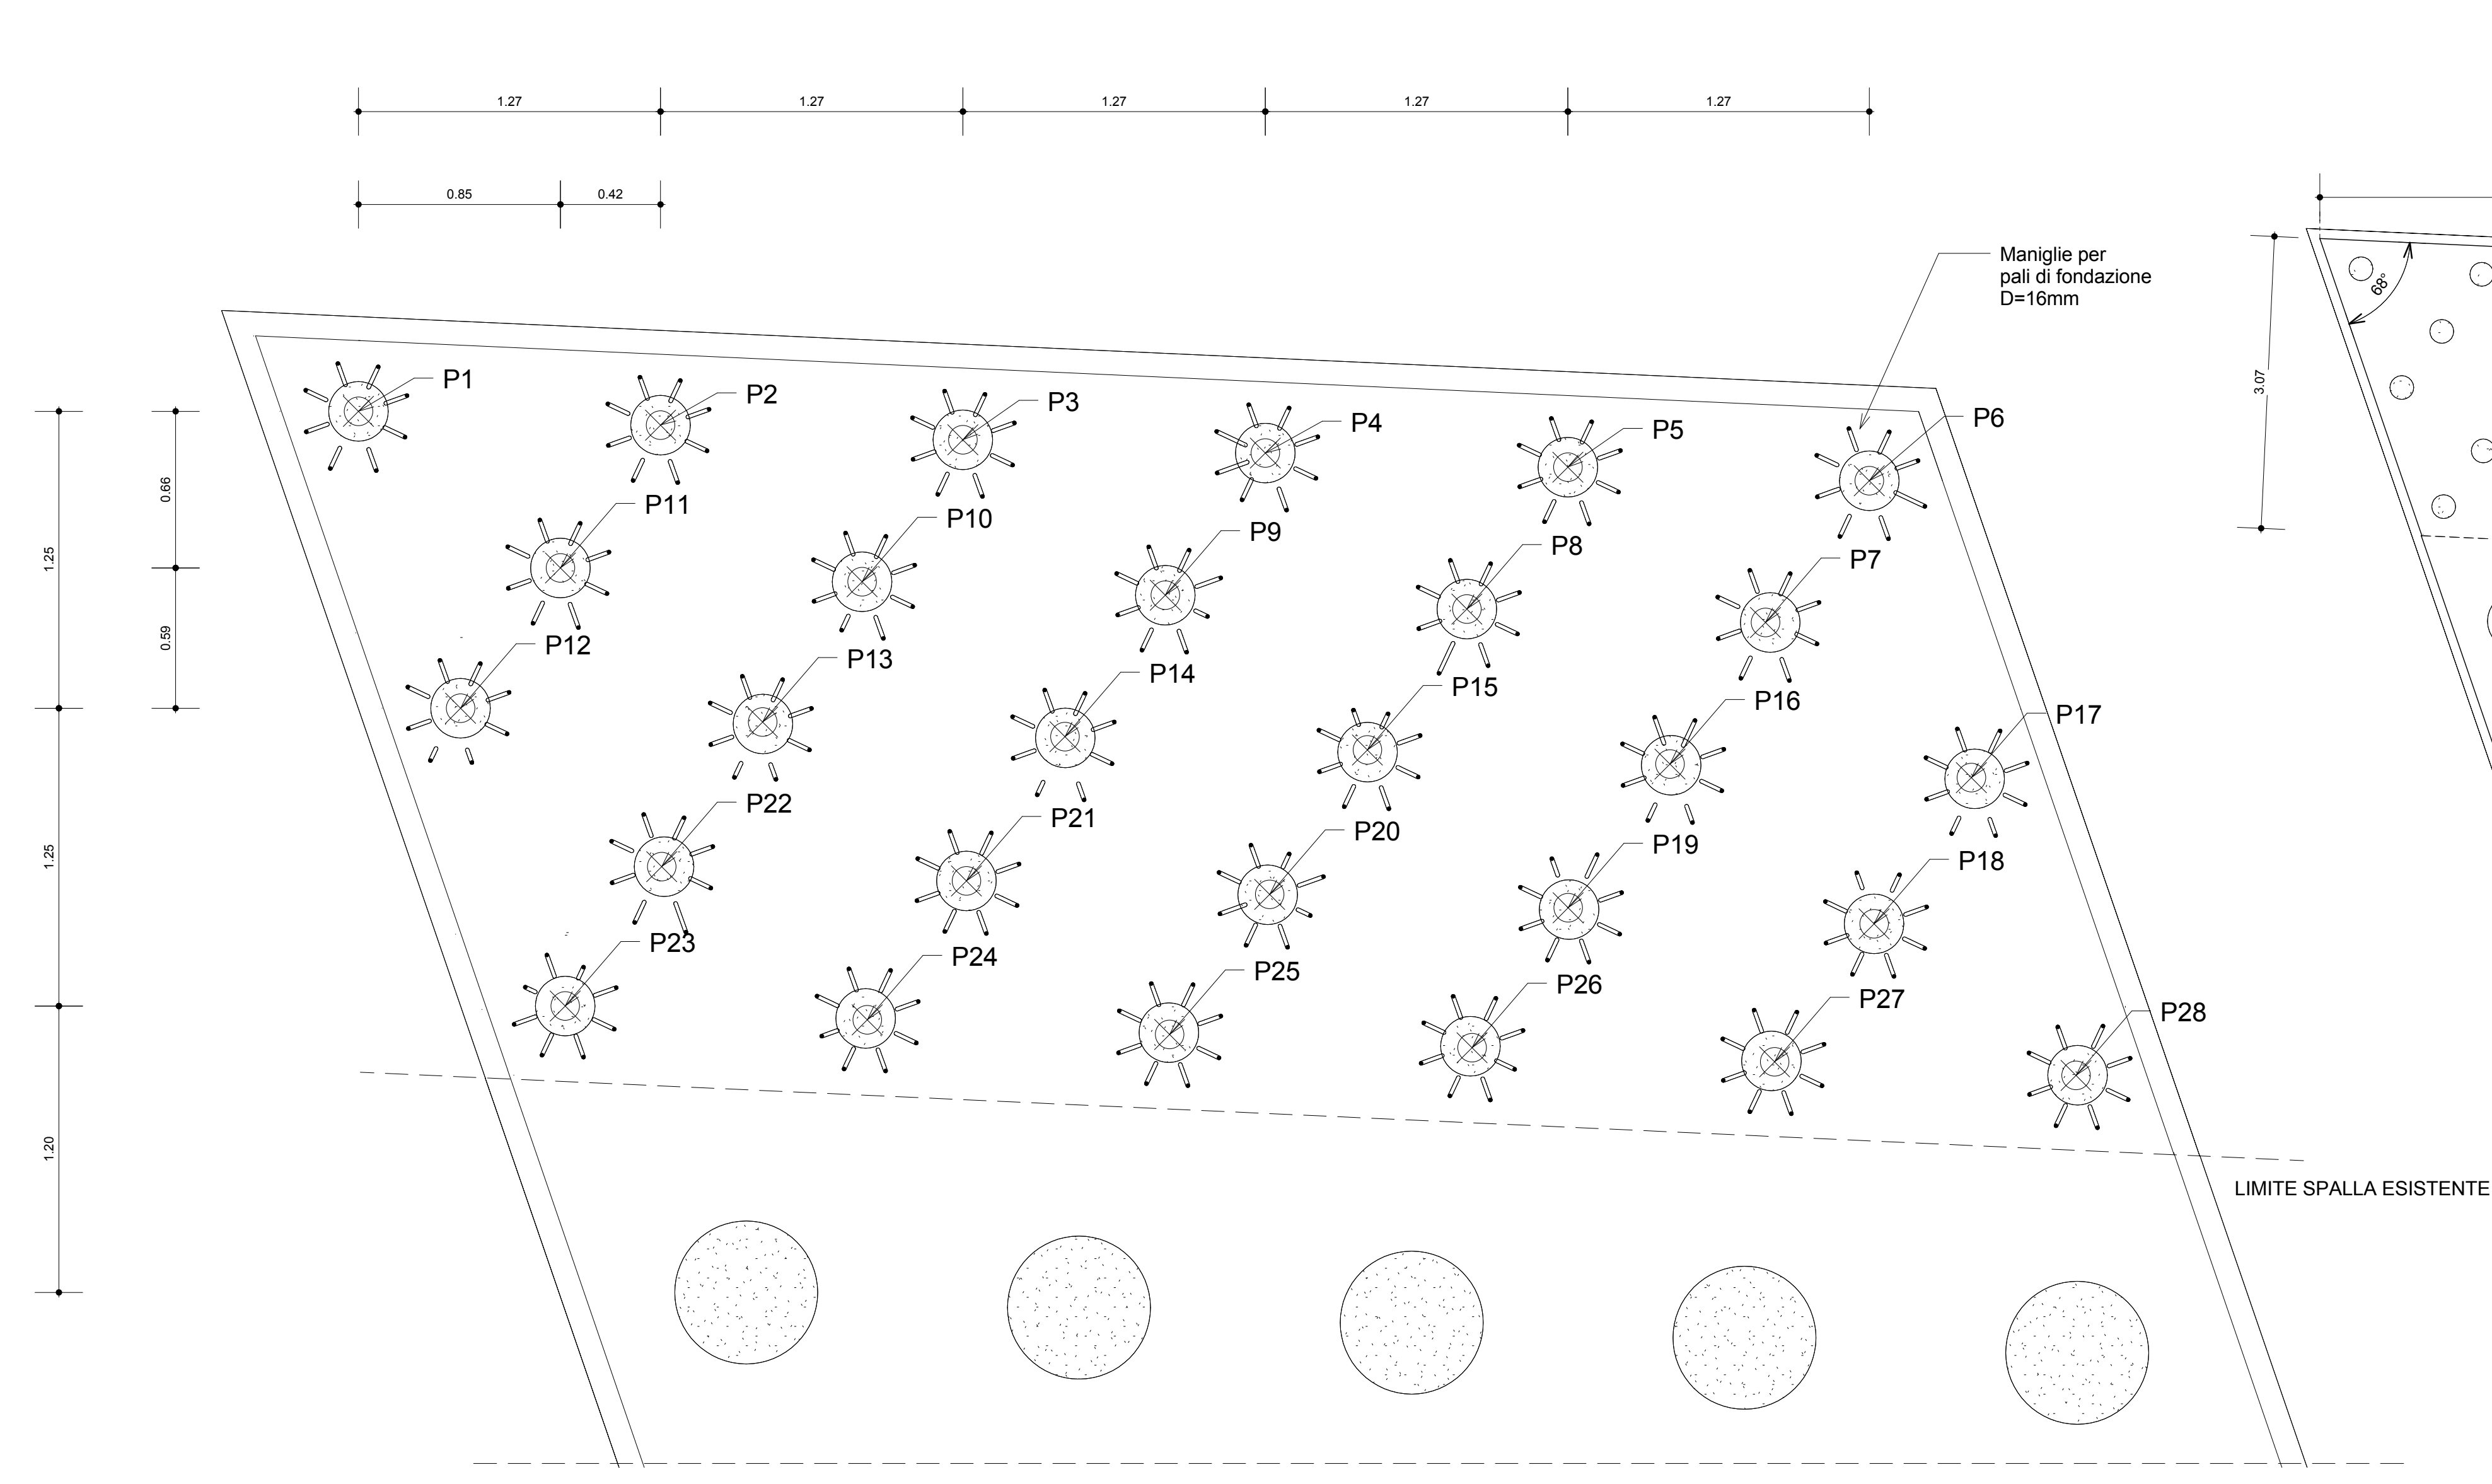 1.27 1.27 1.27 1.27 1.27
0.85 0.42
Maniglie per
pali di fondazione
D=16mm
68°
3.07
P1
P2
P3
P4
P5
P6
1.25
0.66
P11
P10
P9
P8
P7
0.59
P12
P13
P14
P15
P16
P17
1.25
P22
P21
P20
P19
P18
P23
P24
P25
P26
P27
P28
1.20
LIMITE SPALLA ESISTENTE